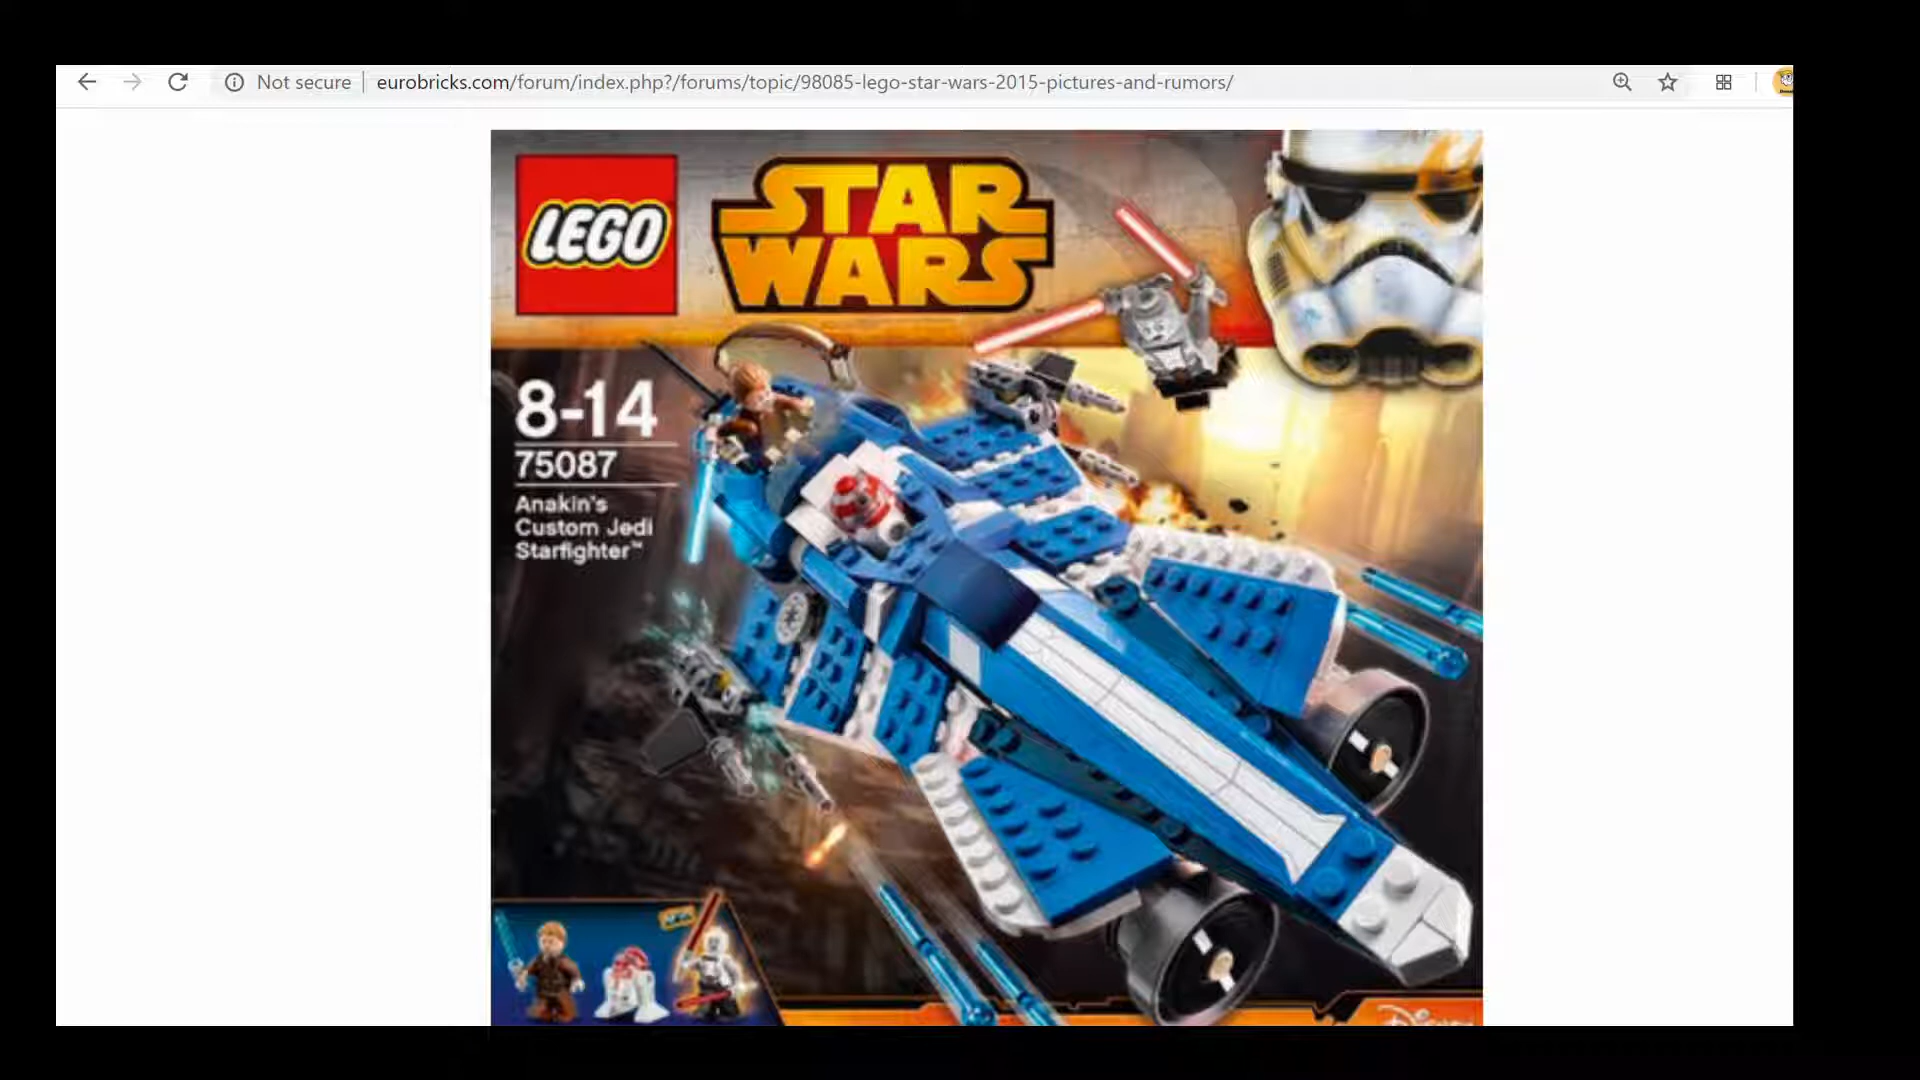 Not secure eurobricks.com/forum/index.php?/forums/topic/98085-lego-star-wars-2015-pictures-and-rumors/
LEGO
STAR
WARS
8-14
75087
Anakin's
Custom Jedi
Starfighter™